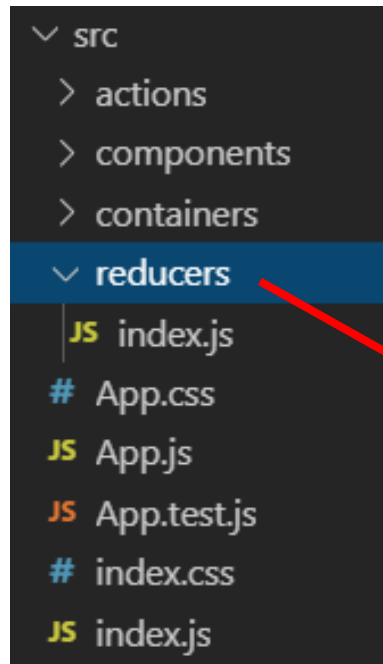 src
actions
components
containers
reducers
JS index.js
# App.css
JS App.js
JS App.test.js
# index.css
JS index.js